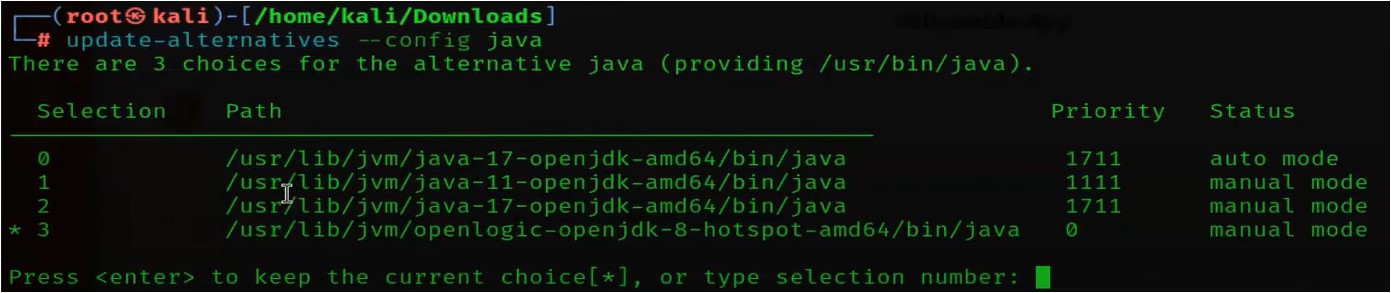 ┌──(root㉿kali)-[/home/kali/Downloads]
└─# update-alternatives --config java
There are 3 choices for the alternative java (providing /usr/bin/java).
Selection Path Priority Status
0 /usr/lib/jvm/java-17-openjdk-amd64/bin/java 1711 auto mode
1 /usr/lib/jvm/java-11-openjdk-amd64/bin/java 1111 manual mode
2 /usr/lib/jvm/java-17-openjdk-amd64/bin/java 1711 manual mode
* 3 /usr/lib/jvm/openlogic-openjdk-8-hotspot-amd64/bin/java 0 manual mode
Press <enter> to keep the current choice[*], or type selection number: